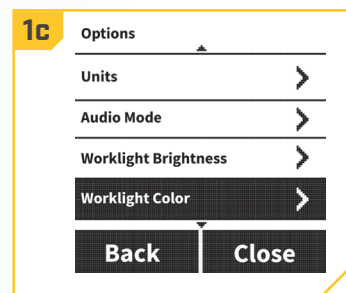 1c
Options
Units
Audio Mode
Worklight Brightness
Worklight Color
Back Close